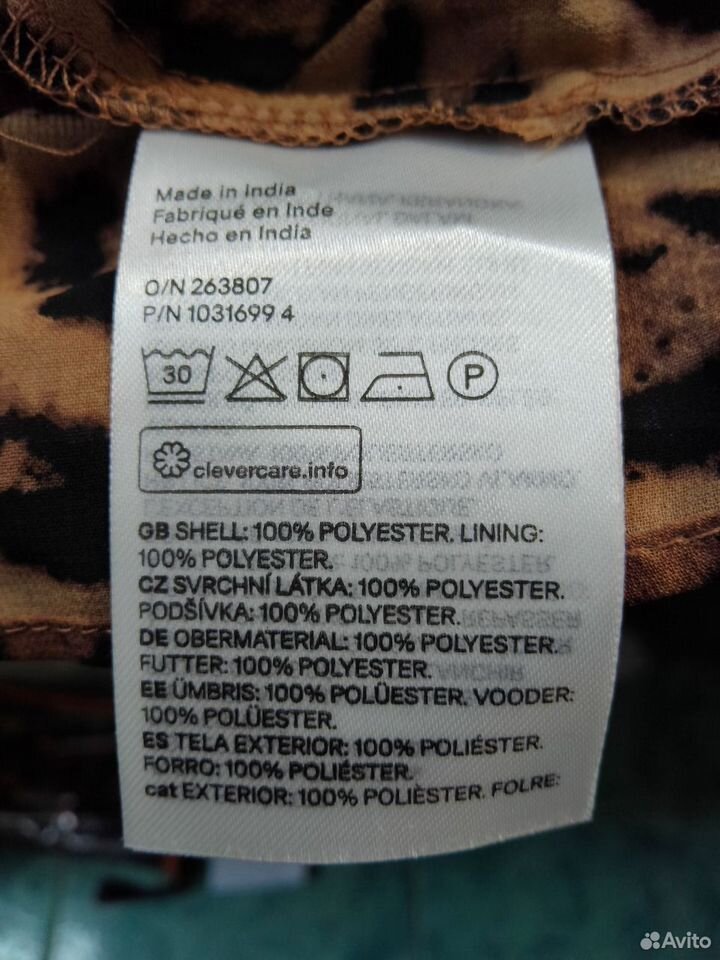 Made in India
Fabriqué en Inde
Hecho en India
O/N 263807
P/N 1031699 4
30 P
clevercare.info
GB SHELL: 100% POLYESTER. LINING:
100% POLYESTER.
CZ SVRCHNÍ LÁTKA: 100% POLYESTER.
PODŠÍVKA: 100% POLYESTER.
DE OBERMATERIAL: 100% POLYESTER.
FUTTER: 100% POLYESTER.
EE ÜMBRIS: 100% POLÜESTER. VOODER:
100% POLÜESTER.
ES TELA EXTERIOR: 100% POLIÉSTER.
FORRO: 100% POLIÉSTER.
cat EXTERIOR: 100% POLIÈSTER. FOLRE:
Avito